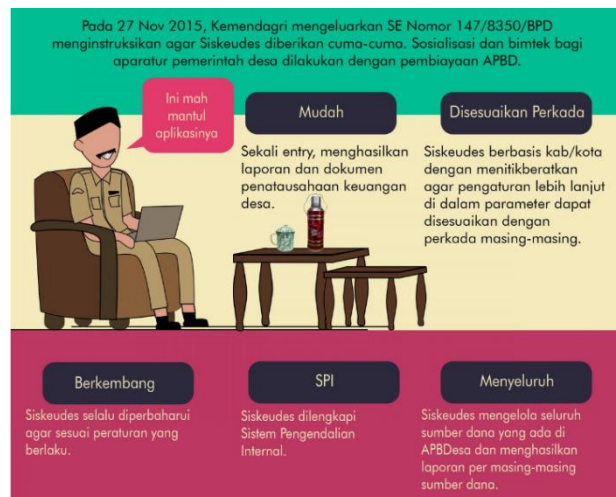 Pada 27 Nov 2015, Kemendagri mengeluarkan SE Nomor 147/8350/BPD
menginstruksikan agar Siskeudes diberikan cuma-cuma. Sosialisasi dan bimtek bagi
aparatur pemerintah desa dilakukan dengan pembiayaan APBD.
Ini mah
mantul
aplikasinya
Mudah
Sekali entry, menghasilkan
laporan dan dokumen
penatausahaan keuangan
desa.
Disesuaikan Perkada
Siskeudes berbasis kab/kota
dengan menitikberatkan
agar pengaturan lebih lanjut
di dalam parameter dapat
disesuaikan dengan
perkada masing-masing.
Berkembang
Siskeudes selalu diperbaharui
agar sesuai peraturan yang
berlaku.
SPI
Siskeudes dilengkapi
Sistem Pengendalian
Internal.
Menyeluruh
Siskeudes mengelola seluruh
sumber dana yang ada di
APBDesa dan menghasilkan
laporan per masing-masing
sumber dana.